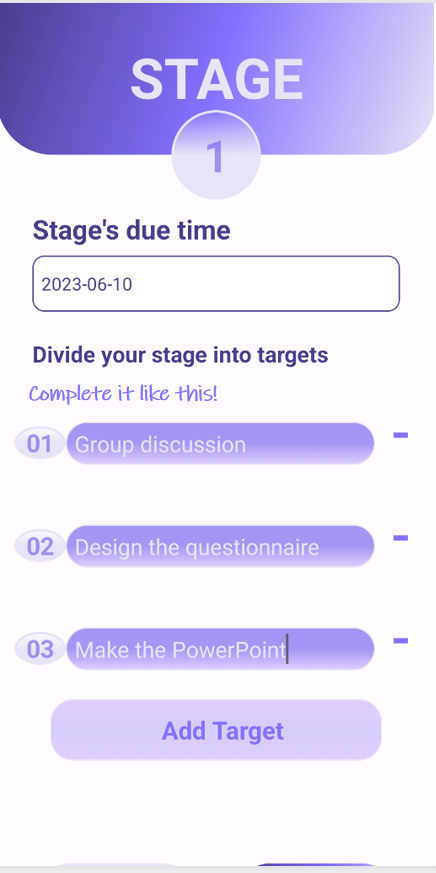 STAGE
1
Stage's due time
2023-06-10
Divide your stage into targets
Complete it like this!
01 Group discussion -
02 Design the questionnaire -
03 Make the PowerPoint -
Add Target